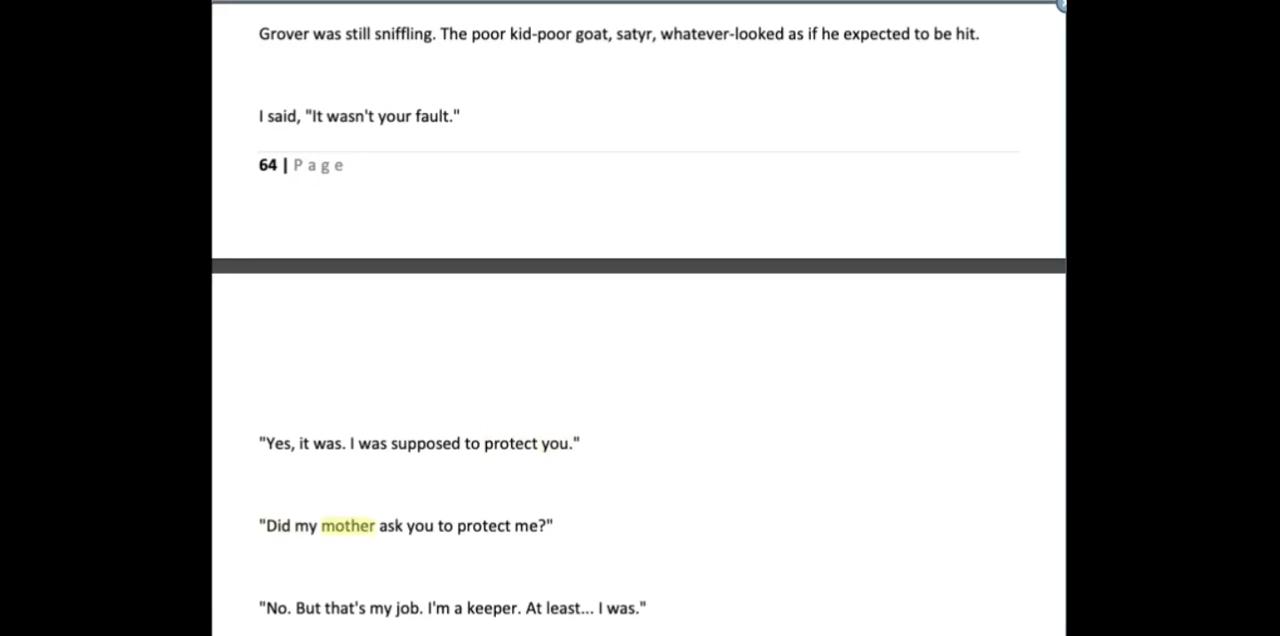 Grover was still sniffling. The poor kid-poor goat, satyr, whatever-looked as if he expected to be hit.
I said, "It wasn't your fault."
64 | P a g e
"Yes, it was. I was supposed to protect you."
"Did my mother ask you to protect me?"
"No. But that's my job. I'm a keeper. At least... I was."